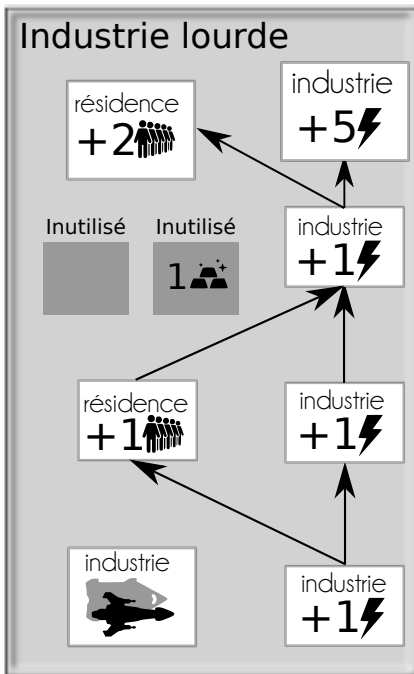 Industrie lourde
résidence
+2
industrie
+5
Inutilisé
Inutilisé
1
industrie
+1
résidence
+1
industrie
+1
industrie
industrie
+1